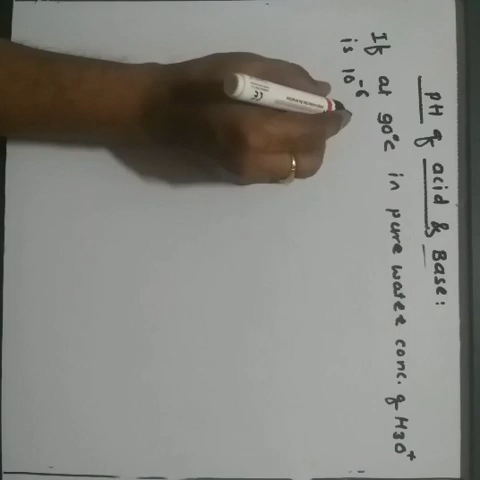 pH of acid & Base:
If at 90°C in pure water conc. of H3O⁺
is 10⁻⁶